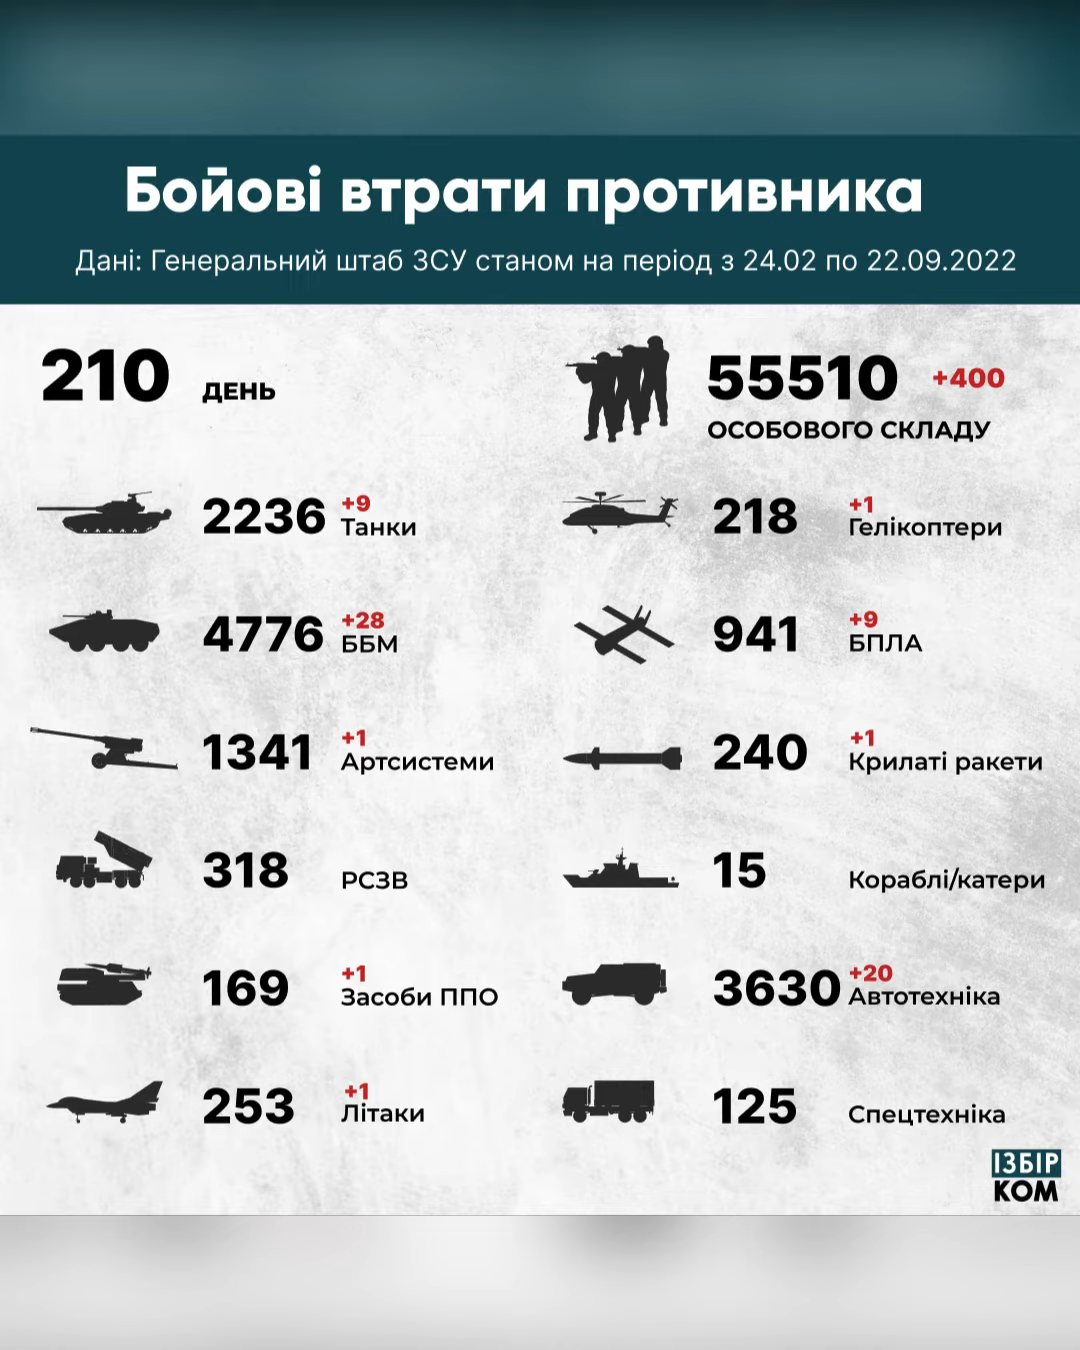 Бойові втрати противника
Дані: Генеральний штаб ЗСУ станом на період з 24.02 по 22.09.2022
210 ДЕНЬ
55510 +400
ОСОБОВОГО СКЛАДУ
2236 +9 Танки
218 +1 Гелікоптери
4776 +28 ББМ
941 +9 БПЛА
1341 +1 Артсистеми
240 +1 Крилаті ракети
318 РСЗВ
15 Кораблі/катери
169 +1 Засоби ППО
3630 +20 Автотехніка
253 +1 Літаки
125 Спецтехніка
ІЗБІР
КОМ